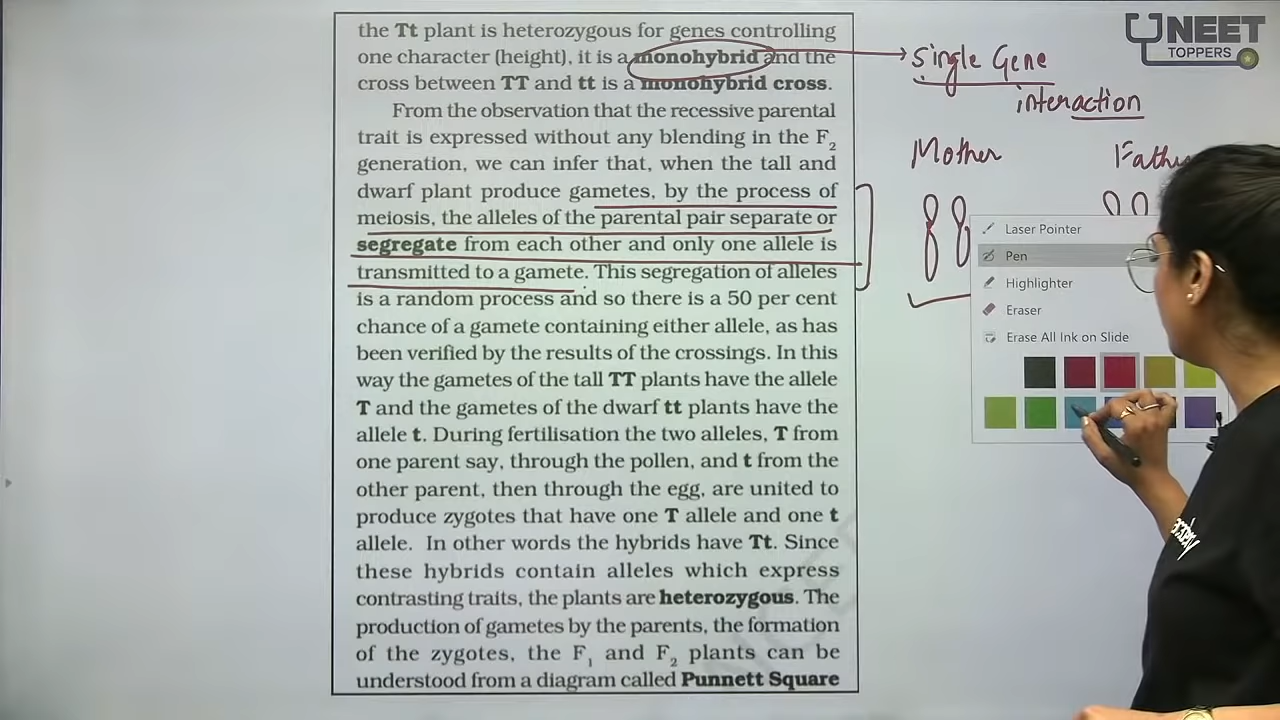 the Tt plant is heterozygous for genes controlling
one character (height), it is a monohybrid and the
cross between TT and tt is a monohybrid cross.
From the observation that the recessive parental
trait is expressed without any blending in the F₂
generation, we can infer that, when the tall and
dwarf plant produce gametes, by the process of
meiosis, the alleles of the parental pair separate or
segregate from each other and only one allele is
transmitted to a gamete. This segregation of alleles
is a random process and so there is a 50 per cent
chance of a gamete containing either allele, as has
been verified by the results of the crossings. In this
way the gametes of the tall TT plants have the allele
T and the gametes of the dwarf tt plants have the
allele t. During fertilisation the two alleles, T from
one parent say, through the pollen, and t from the
other parent, then through the egg, are united to
produce zygotes that have one T allele and one t
allele. In other words the hybrids have Tt. Since
these hybrids contain alleles which express
contrasting traits, the plants are heterozygous. The
production of gametes by the parents, the formation
of the zygotes, the F₁ and F₂ plants can be
understood from a diagram called Punnett Square
Single Gene
interaction
Mother
Laser Pointer
Pen
Highlighter
Eraser
Erase All Ink on Slide
UNEET
TOPPERS